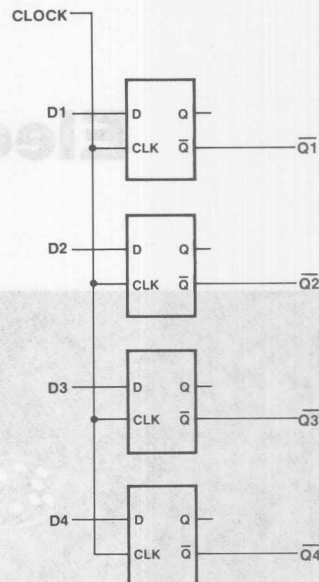 CLOCK
D1 D Q
CLK Q̅ Q̅1̅
D2 D Q
CLK Q̅ Q̅2̅
D3 D Q
CLK Q̅ Q̅3̅
D4 D Q
CLK Q̅ Q̅4̅